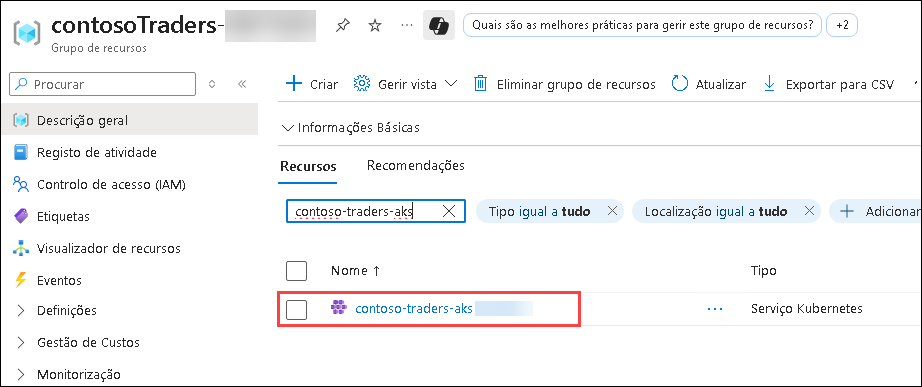 contosoTraders-
Grupo de recursos
Quais são as melhores práticas para gerir este grupo de recursos?
+2
Procurar
Criar
Gerir vista
Eliminar grupo de recursos
Atualizar
Exportar para CSV
Descrição geral
Registo de atividade
Controlo de acesso (IAM)
Etiquetas
Visualizador de recursos
Eventos
Definições
Gestão de Custos
Monitorização
Informações Básicas
Recursos
Recomendações
contoso-traders-aks
Tipo igual a tudo
Localização igual a tudo
Adicionar
Nome ↑
Tipo
contoso-traders-aks
Serviço Kubernetes